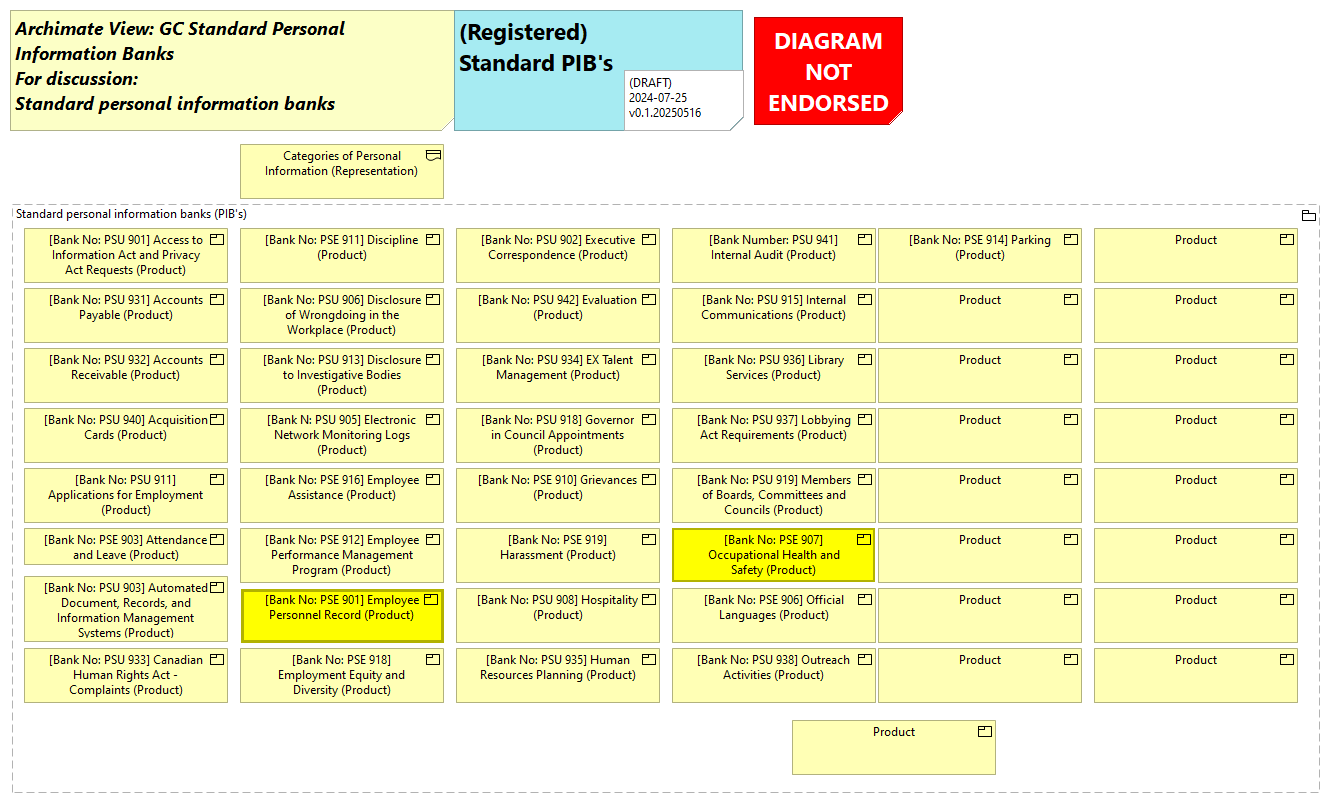 Archimate View: GC Standard Personal
Information Banks
For discussion:
Standard personal information banks
(Registered)
Standard PIB's
(DRAFT)
2024-07-25
v0.1.20250516
DIAGRAM
NOT
ENDORSED
Categories of Personal
Information (Representation)
Standard personal information banks (PIB's)
[Bank No: PSU 901] Access to
Information Act and Privacy
Act Requests (Product)
[Bank No: PSE 911] Discipline
(Product)
[Bank No: PSU 902] Executive
Correspondence (Product)
[Bank Number: PSU 941]
Internal Audit (Product)
[Bank No: PSE 914] Parking
(Product)
Product
[Bank No: PSU 931] Accounts
Payable (Product)
[Bank No: PSU 906] Disclosure
of Wrongdoing in the
Workplace (Product)
[Bank No: PSU 942] Evaluation
(Product)
[Bank No: PSU 915] Internal
Communications (Product)
Product
Product
[Bank No: PSU 932] Accounts
Receivable (Product)
[Bank No: PSU 913] Disclosure
to Investigative Bodies
(Product)
[Bank No: PSU 934] EX Talent
Management (Product)
[Bank No: PSU 936] Library
Services (Product)
Product
Product
[Bank No: PSU 940] Acquisition
Cards (Product)
[Bank N: PSU 905] Electronic
Network Monitoring Logs
(Product)
[Bank No: PSU 918] Governor
in Council Appointments
(Product)
[Bank No: PSU 937] Lobbying
Act Requirements (Product)
Product
Product
[Bank No: PSU 911]
Applications for Employment
(Product)
[Bank No: PSE 916] Employee
Assistance (Product)
[Bank No: PSE 910] Grievances
(Product)
[Bank No: PSU 919] Members
of Boards, Committees and
Councils (Product)
Product
Product
[Bank No: PSE 903] Attendance
and Leave (Product)
[Bank No: PSE 912] Employee
Performance Management
Program (Product)
[Bank No: PSE 919]
Harassment (Product)
[Bank No: PSE 907]
Occupational Health and
Safety (Product)
Product
Product
[Bank No: PSU 903] Automated
Document, Records, and
Information Management
Systems (Product)
[Bank No: PSE 901] Employee
Personnel Record (Product)
[Bank No: PSU 908] Hospitality
(Product)
[Bank No: PSE 906] Official
Languages (Product)
Product
Product
[Bank No: PSU 933] Canadian
Human Rights Act -
Complaints (Product)
[Bank No: PSE 918]
Employment Equity and
Diversity (Product)
[Bank No: PSU 935] Human
Resources Planning (Product)
[Bank No: PSU 938] Outreach
Activities (Product)
Product
Product
Product